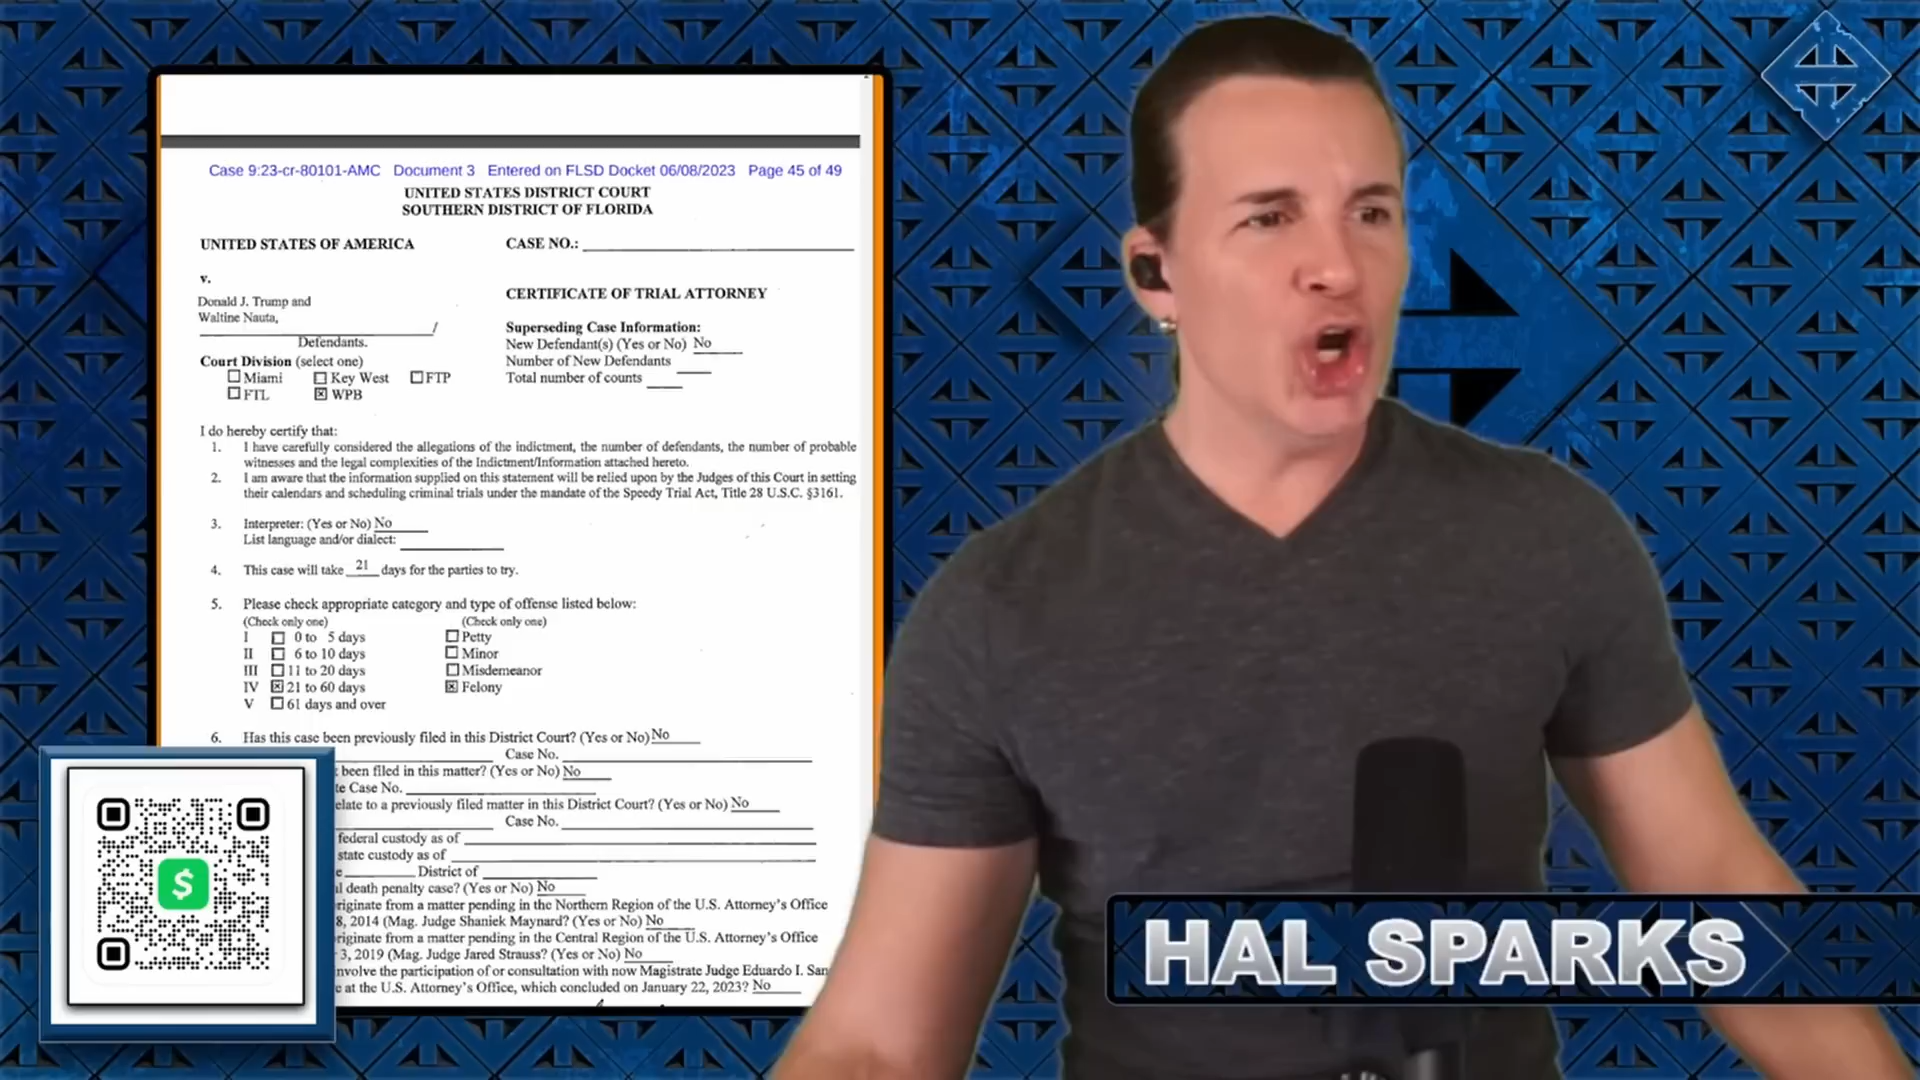 Case 9:23-cr-80101-AMC Document 3 Entered on FLSD Docket 06/08/2023 Page 45 of 49
UNITED STATES DISTRICT COURT
SOUTHERN DISTRICT OF FLORIDA
UNITED STATES OF AMERICA
v.
Donald J. Trump and
Waltine Nauta,
/
Defendants.
Court Division (select one)
☐ Miami ☐ Key West ☐ FTP
☐ FTL ☒ WPB
CASE NO.:
CERTIFICATE OF TRIAL ATTORNEY
Superseding Case Information:
New Defendant(s) (Yes or No) No
Number of New Defendants
Total number of counts
I do hereby certify that:
1. I have carefully considered the allegations of the indictment, the number of defendants, the number of probable
witnesses and the legal complexities of the Indictment/Information attached hereto.
2. I am aware that the information supplied on this statement will be relied upon by the Judges of this Court in setting
their calendars and scheduling criminal trials under the mandate of the Speedy Trial Act, Title 28 U.S.C. §3161.
3. Interpreter: (Yes or No) No
List language and/or dialect:
4. This case will take 21 days for the parties to try.
5. Please check appropriate category and type of offense listed below:
(Check only one) (Check only one)
I ☐ 0 to 5 days ☐ Petty
II ☐ 6 to 10 days ☐ Minor
III ☐ 11 to 20 days ☐ Misdemeanor
IV ☒ 21 to 60 days ☒ Felony
V ☐ 61 days and over
6. Has this case been previously filed in this District Court? (Yes or No) No
Case No.
been filed in this matter? (Yes or No) No
Case No.
to a previously filed matter in this District Court? (Yes or No) No
Case No.
federal custody as of
state custody as of
District of
death penalty case? (Yes or No) No
from a matter pending in the Northern Region of the U.S. Attorney's Office
8, 2014 (Mag. Judge Shaniek Maynard? (Yes or No) No
from a matter pending in the Central Region of the U.S. Attorney's Office
3, 2019 (Mag. Judge Jared Strauss? (Yes or No) No
the participation of or consultation with now Magistrate Judge Eduardo I. San
at the U.S. Attorney's Office, which concluded on January 22, 2023? No
$
HAL SPARKS